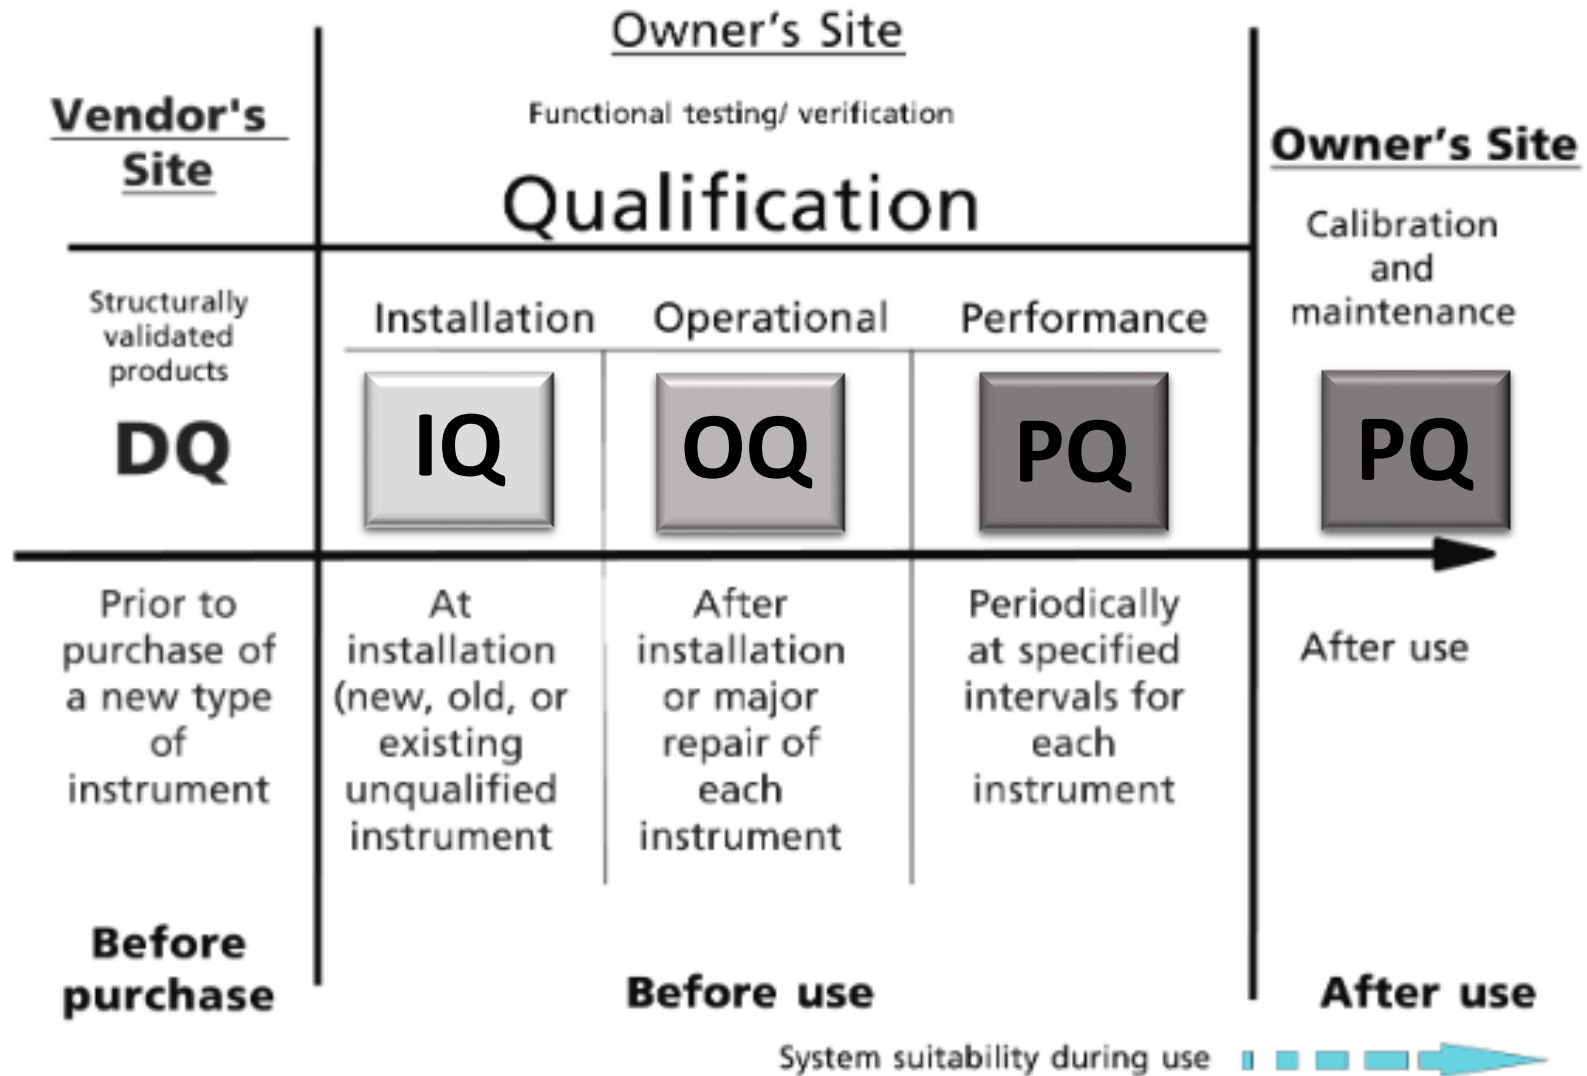 Vendor's
Site
Structurally
validated
products
DQ
Prior to
purchase of
a new type
of
instrument
Before
purchase
Owner's Site
Functional testing/ verification
Qualification
Installation
IQ
At
installation
(new, old, or
existing
unqualified
instrument
Operational
OQ
After
installation
or major
repair of
each
instrument
Performance
PQ
Periodically
at specified
intervals for
each
instrument
Before use
Owner's Site
Calibration
and
maintenance
PQ
After use
After use
System suitability during use